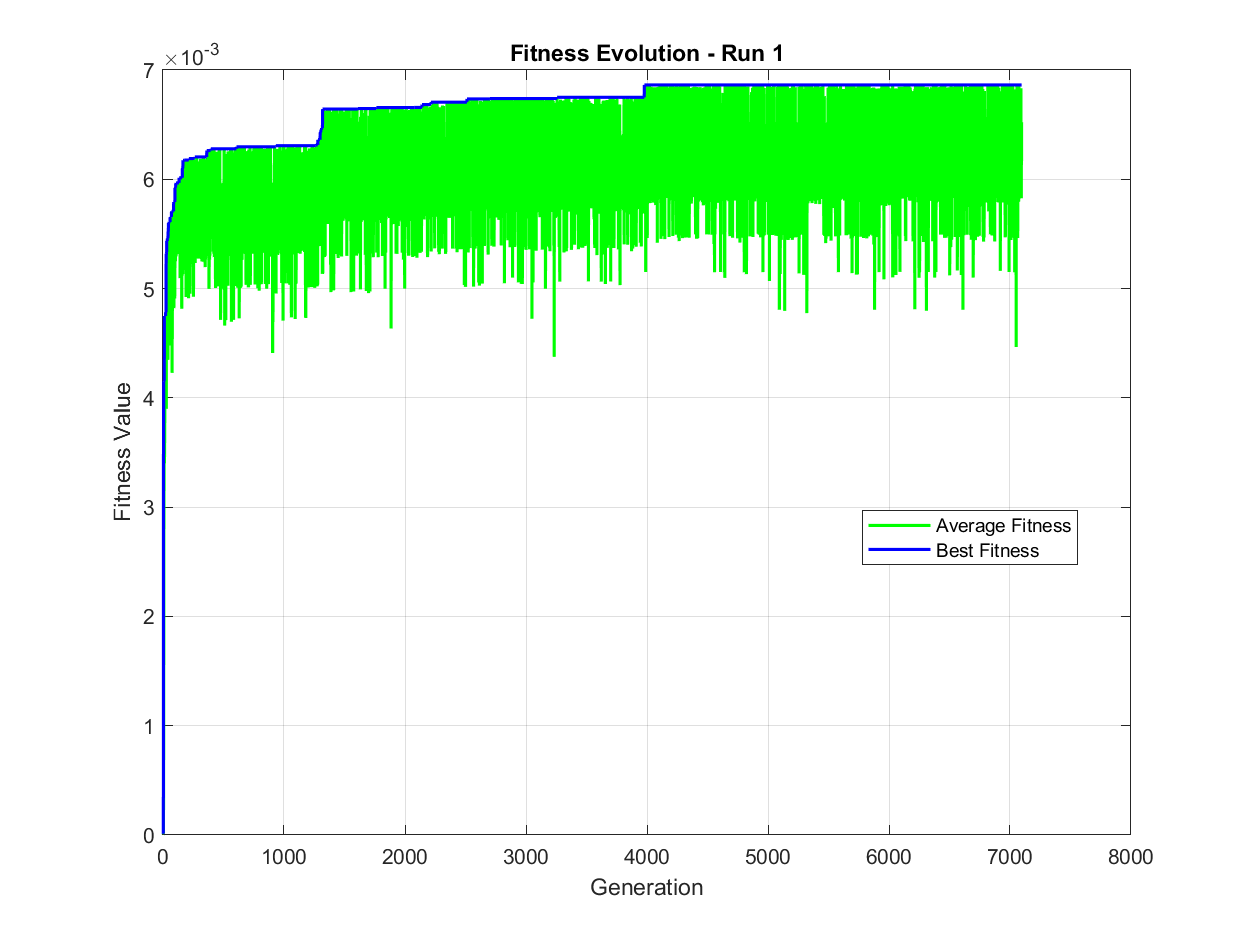 Fitness Evolution - Run 1
×10⁻³
7
6
5
4
3
2
1
0
Fitness Value
Average Fitness
Best Fitness
0 1000 2000 3000 4000 5000 6000 7000 8000
Generation